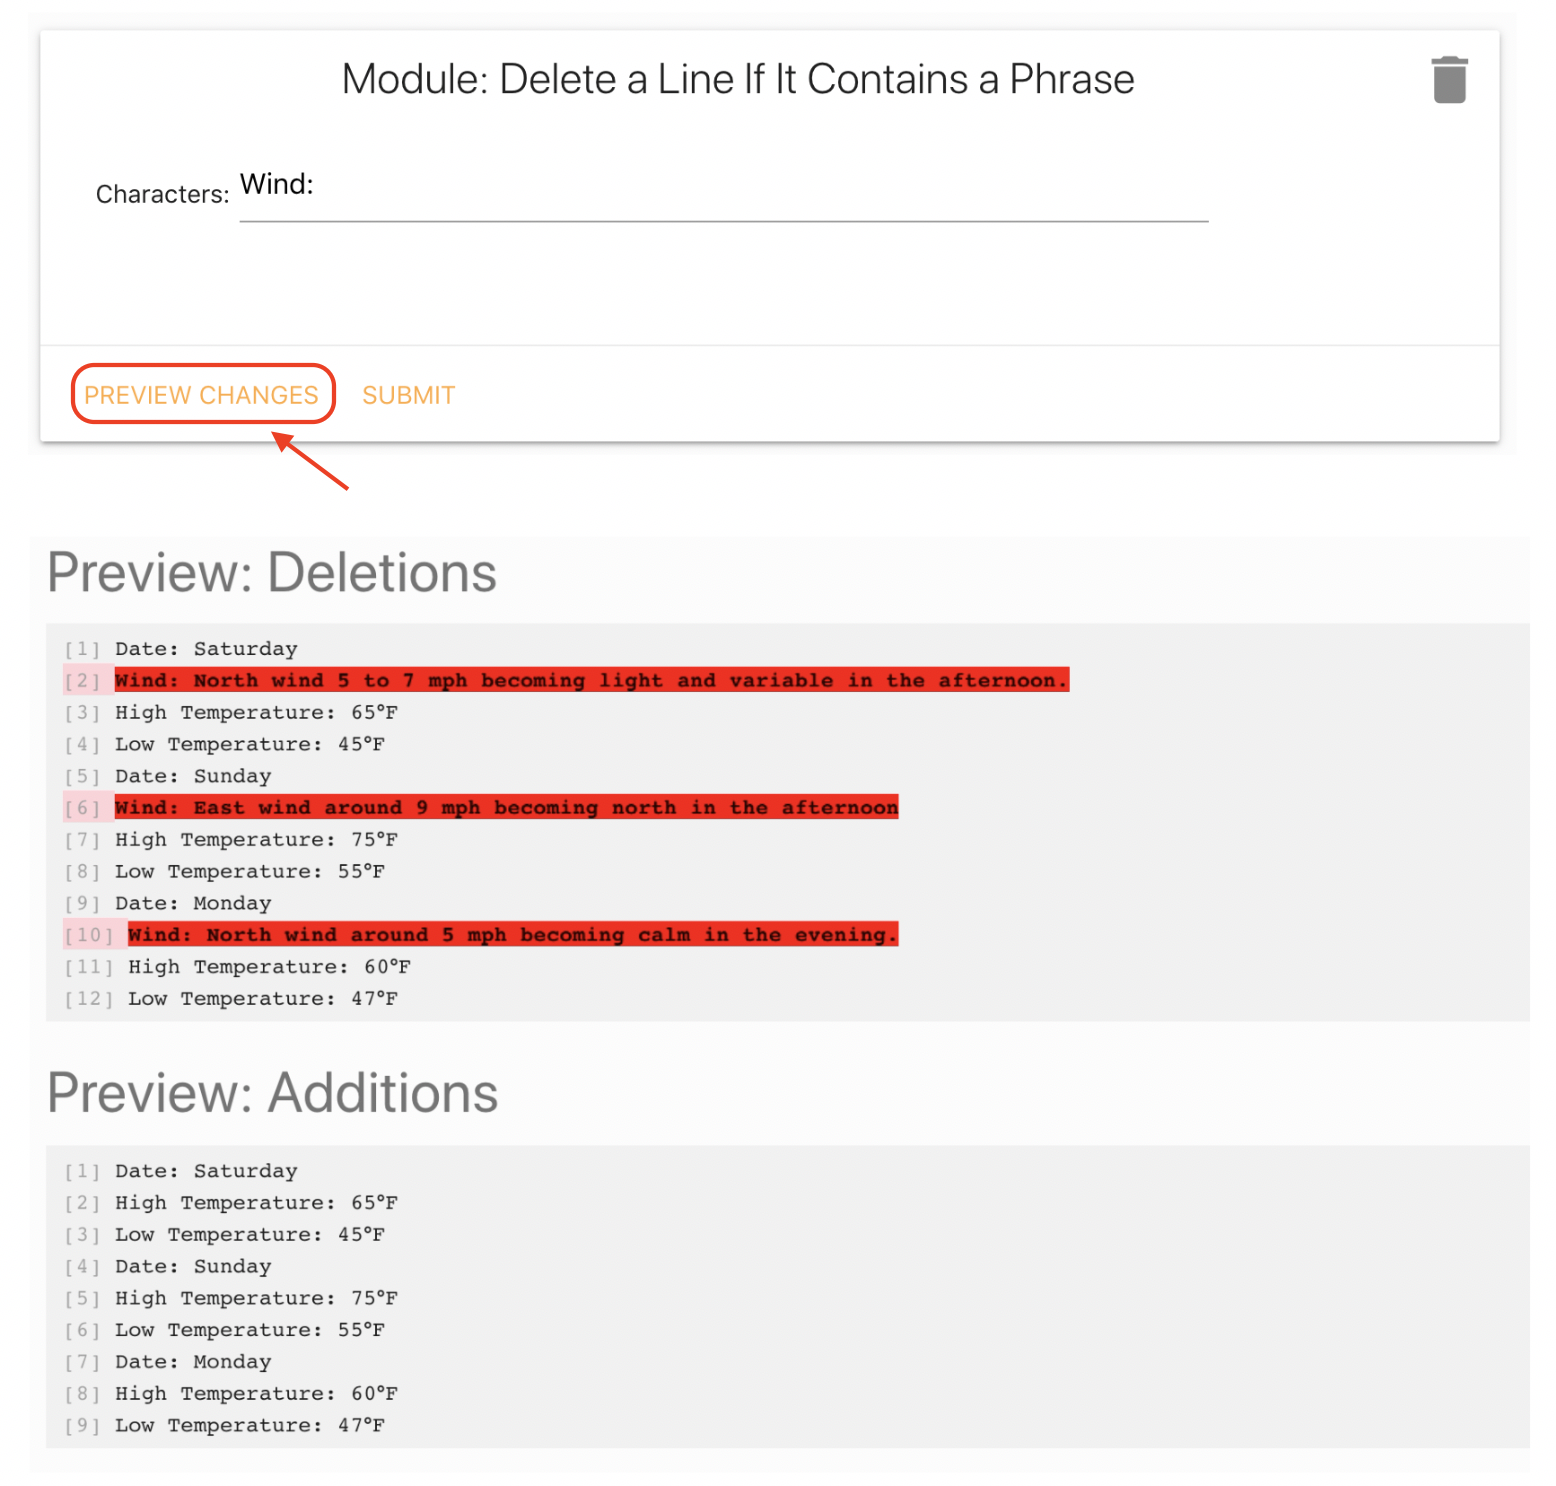 Module: Delete a Line If It Contains a Phrase
Characters: Wind:
PREVIEW CHANGES SUBMIT
Preview: Deletions
[1] Date: Saturday
[2] Wind: North wind 5 to 7 mph becoming light and variable in the afternoon.
[3] High Temperature: 65°F
[4] Low Temperature: 45°F
[5] Date: Sunday
[6] Wind: East wind around 9 mph becoming north in the afternoon
[7] High Temperature: 75°F
[8] Low Temperature: 55°F
[9] Date: Monday
[10] Wind: North wind around 5 mph becoming calm in the evening.
[11] High Temperature: 60°F
[12] Low Temperature: 47°F
Preview: Additions
[1] Date: Saturday
[2] High Temperature: 65°F
[3] Low Temperature: 45°F
[4] Date: Sunday
[5] High Temperature: 75°F
[6] Low Temperature: 55°F
[7] Date: Monday
[8] High Temperature: 60°F
[9] Low Temperature: 47°F